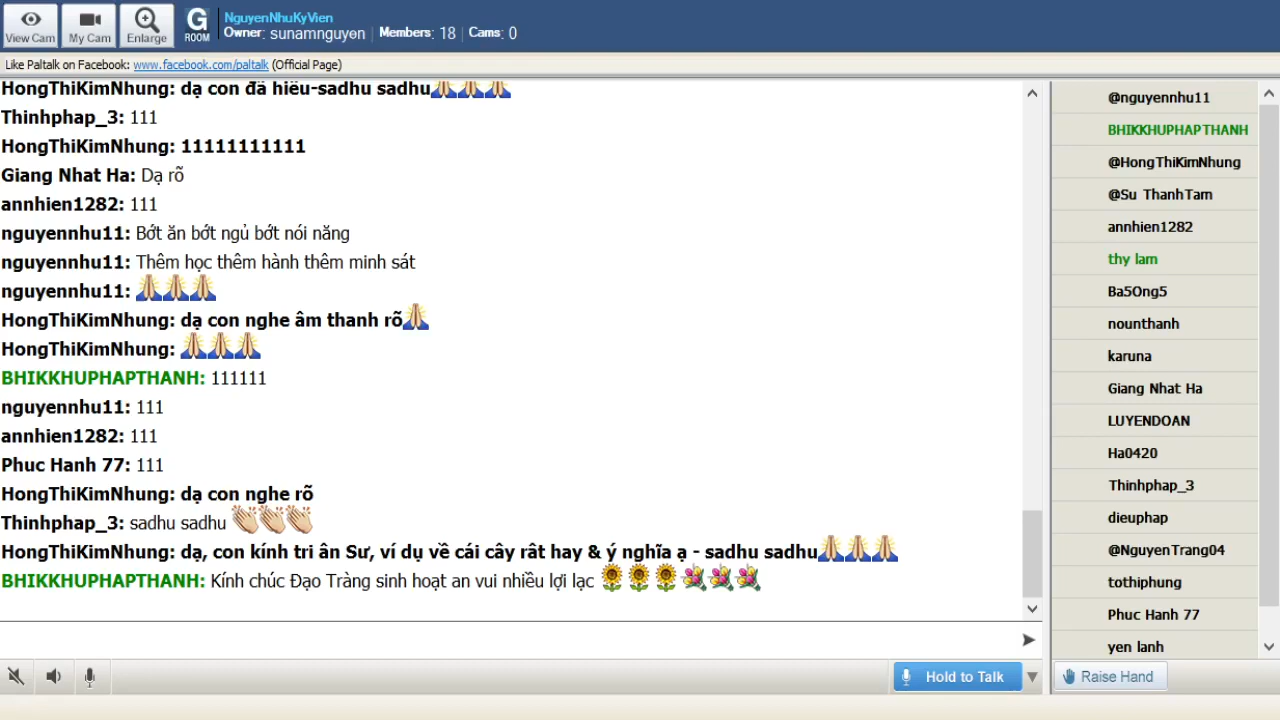 View Cam
My Cam
Enlarge
G
ROOM
NguyenNhuKyVien
Owner: sunamnguyen | Members: 18 | Cams: 0
Like Paltalk on Facebook: www.facebook.com/paltalk (Official Page)
HongThiKimNhung: dạ con đã hiểu-sadhu sadhu
Thinhphap_3: 111
HongThiKimNhung: 11111111111
Giang Nhat Ha: Dạ rõ
annhien1282: 111
nguyennhu11: Bớt ăn bớt ngủ bớt nói năng
nguyennhu11: Thêm học thêm hành thêm minh sát
nguyennhu11: 🙏🙏🙏
HongThiKimNhung: dạ con nghe âm thanh rõ🙏
HongThiKimNhung: 🙏🙏🙏
BHIKKHUPHAPTHANH: 111111
nguyennhu11: 111
annhien1282: 111
Phuc Hanh 77: 111
HongThiKimNhung: dạ con nghe rõ
Thinhphap_3: sadhu sadhu 👏👏👏
HongThiKimNhung: dạ, con kính tri ân Sư, ví dụ về cái cây rât hay & ý nghĩa ạ - sadhu sadhu🙏🙏🙏
BHIKKHUPHAPTHANH: Kính chúc Đạo Tràng sinh hoạt an vui nhiều lợi lạc 🌻🌻🌻💐💐💐
Hold to Talk
@nguyennhu11
BHIKKHUPHAPTHANH
@HongThiKimNhung
@Su ThanhTam
annhien1282
thy lam
Ba5Ong5
nounthanh
karuna
Giang Nhat Ha
LUYENDOAN
Ha0420
Thinhphap_3
dieuphap
@NguyenTrang04
tothiphung
Phuc Hanh 77
yen lanh
Raise Hand